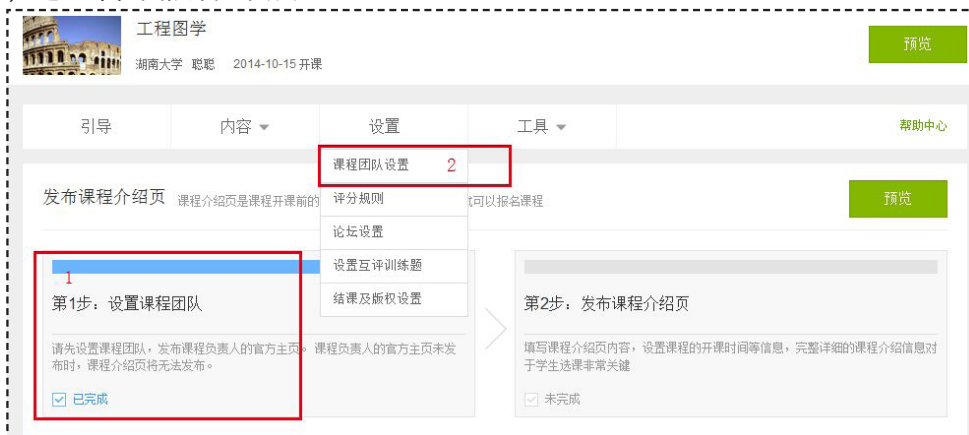 工程图学
预览
湖南大学 聪聪 2014-10-15 开课
引导 内容 设置 工具 帮助中心
课程团队设置 2
发布课程介绍页 课程介绍页是课程开课前的 评分规则 就可以报名课程 预览
论坛设置
设置互评训练题
1
结课及版权设置
第1步：设置课程团队
请先设置课程团队，发布课程负责人的官方主页。课程负责人的官方主页未发
布时，课程介绍页将无法发布。
已完成
第2步：发布课程介绍页
填写课程介绍页内容，设置课程的开课时间等信息，完整详细的课程介绍信息对
于学生选课非常关键
未完成